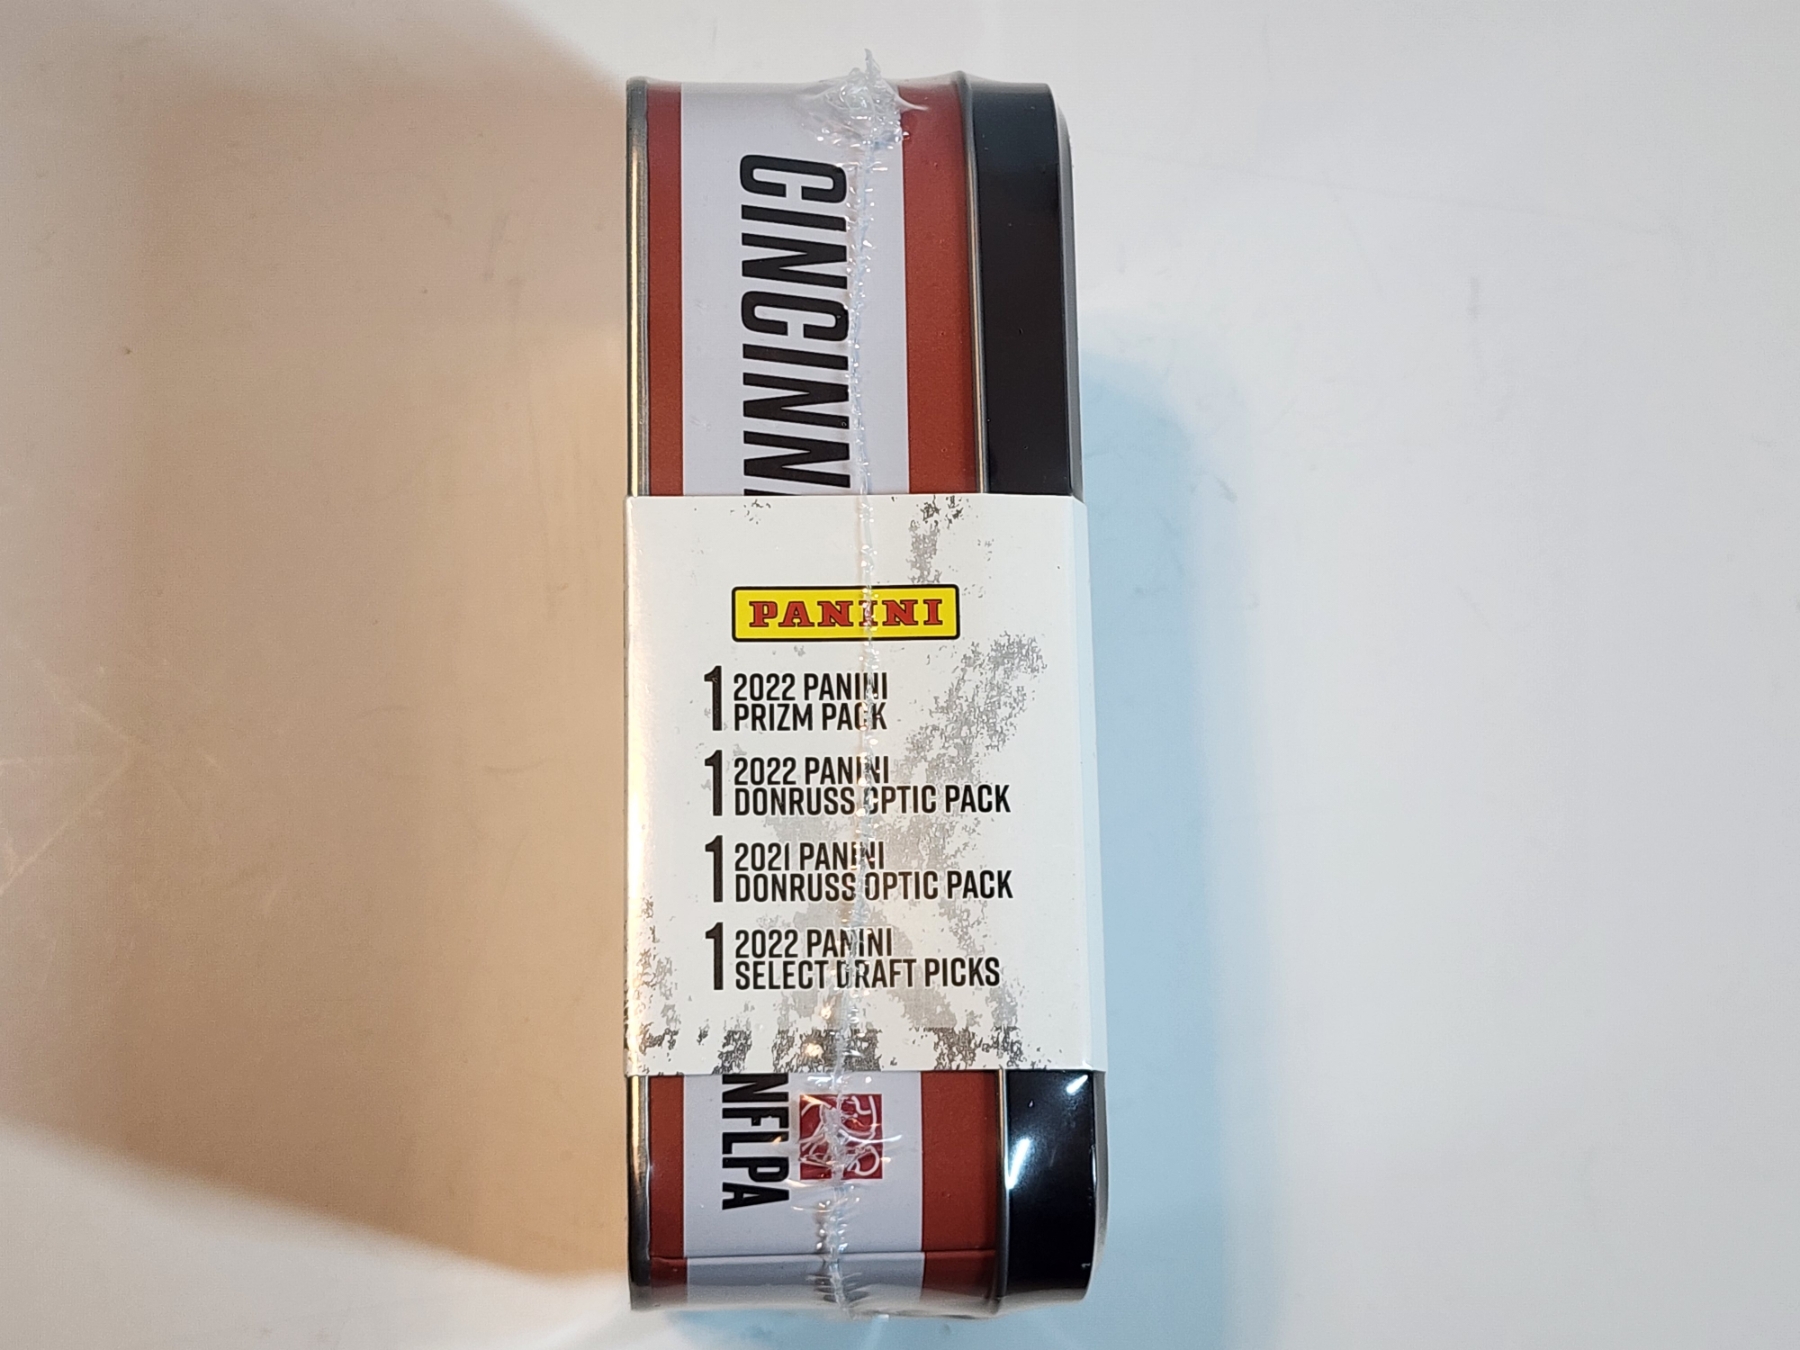 CINCINN
PANINI
1 2022 PANINI
PRIZM PACK
1 2022 PANINI
DONRUSS OPTIC PACK
1 2021 PANINI
DONRUSS OPTIC PACK
1 2022 PANINI
SELECT DRAFT PICKS
NFLPA